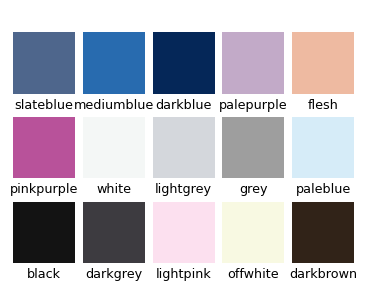 slateblue mediumblue darkblue palepurple flesh
pinkpurple white lightgrey grey paleblue
black darkgrey lightpink offwhite darkbrown